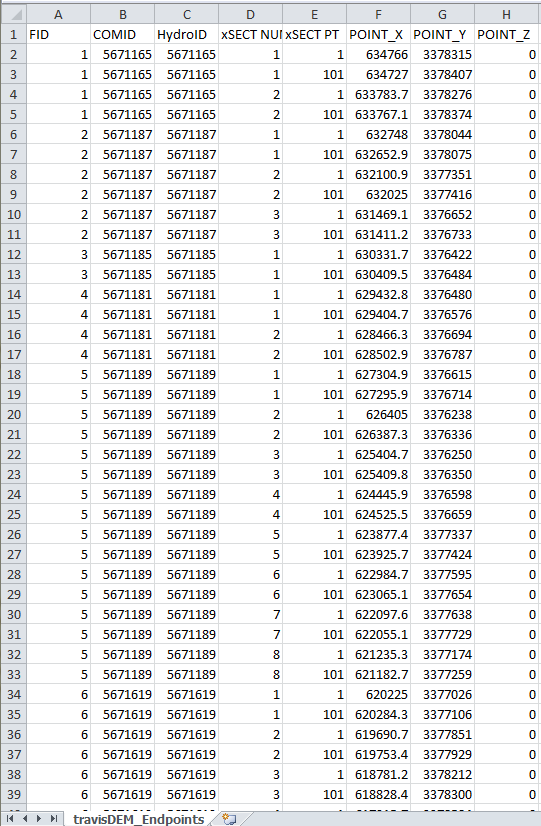 A B C D E F G H
1 FID COMID HydroID xSECT NUI xSECT PT POINT_X POINT_Y POINT_Z
2 1 5671165 5671165 1 1 634766 3378315 0
3 1 5671165 5671165 1 101 634727 3378407 0
4 1 5671165 5671165 2 1 633783.7 3378276 0
5 1 5671165 5671165 2 101 633767.1 3378374 0
6 2 5671187 5671187 1 1 632748 3378044 0
7 2 5671187 5671187 1 101 632652.9 3378075 0
8 2 5671187 5671187 2 1 632100.9 3377351 0
9 2 5671187 5671187 2 101 632025 3377416 0
10 2 5671187 5671187 3 1 631469.1 3376652 0
11 2 5671187 5671187 3 101 631411.2 3376733 0
12 3 5671185 5671185 1 1 630331.7 3376422 0
13 3 5671185 5671185 1 101 630409.5 3376484 0
14 4 5671181 5671181 1 1 629432.8 3376480 0
15 4 5671181 5671181 1 101 629404.7 3376576 0
16 4 5671181 5671181 2 1 628466.3 3376694 0
17 4 5671181 5671181 2 101 628502.9 3376787 0
18 5 5671189 5671189 1 1 627304.9 3376615 0
19 5 5671189 5671189 1 101 627295.9 3376714 0
20 5 5671189 5671189 2 1 626405 3376238 0
21 5 5671189 5671189 2 101 626387.3 3376336 0
22 5 5671189 5671189 3 1 625404.7 3376250 0
23 5 5671189 5671189 3 101 625409.8 3376350 0
24 5 5671189 5671189 4 1 624445.9 3376598 0
25 5 5671189 5671189 4 101 624525.5 3376659 0
26 5 5671189 5671189 5 1 623877.4 3377337 0
27 5 5671189 5671189 5 101 623925.7 3377424 0
28 5 5671189 5671189 6 1 622984.7 3377595 0
29 5 5671189 5671189 6 101 623065.1 3377654 0
30 5 5671189 5671189 7 1 622097.6 3377638 0
31 5 5671189 5671189 7 101 622055.1 3377729 0
32 5 5671189 5671189 8 1 621235.3 3377174 0
33 5 5671189 5671189 8 101 621182.7 3377259 0
34 6 5671619 5671619 1 1 620225 3377026 0
35 6 5671619 5671619 1 101 620284.3 3377106 0
36 6 5671619 5671619 2 1 619690.7 3377851 0
37 6 5671619 5671619 2 101 619753.4 3377929 0
38 6 5671619 5671619 3 1 618781.2 3378212 0
39 6 5671619 5671619 3 101 618828.4 3378300 0
travisDEM_Endpoints